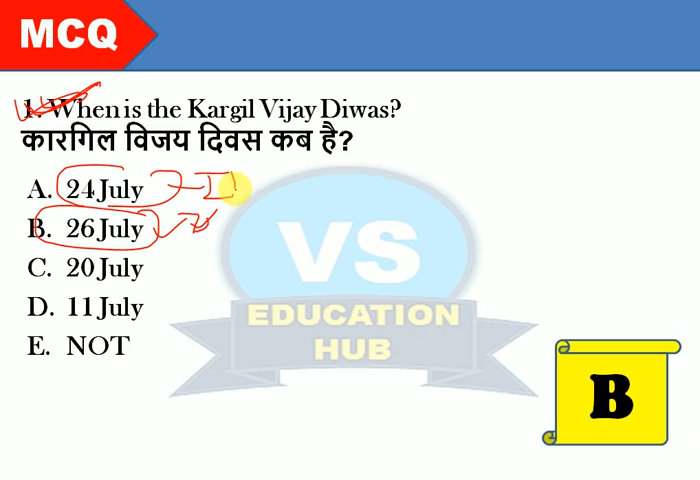 MCQ
1. When is the Kargil Vijay Diwas?
कारगिल विजय दिवस कब है?
A. 24 July
B. 26 July
C. 20 July
D. 11 July
E. NOT
VS
EDUCATION
HUB
B